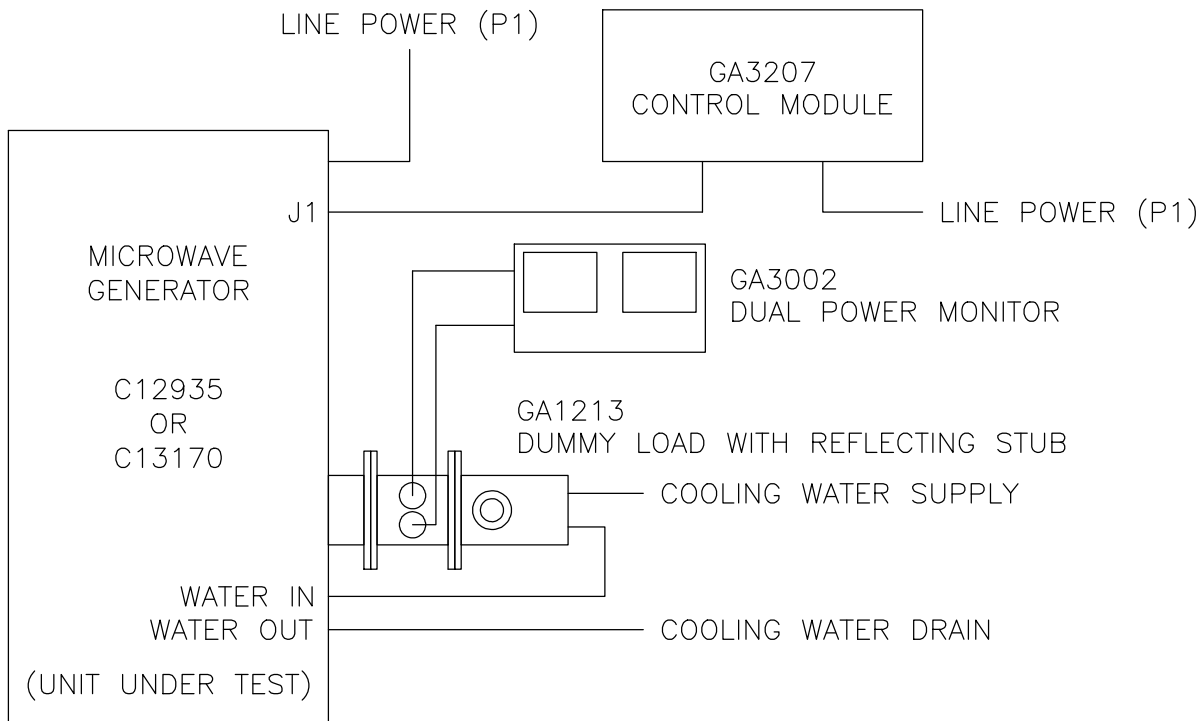 LINE POWER (P1)
GA3207
CONTROL MODULE
J1
LINE POWER (P1)
MICROWAVE
GENERATOR
GA3002
DUAL POWER MONITOR
C12935
OR
C13170
GA1213
DUMMY LOAD WITH REFLECTING STUB
COOLING WATER SUPPLY
WATER IN
WATER OUT
COOLING WATER DRAIN
(UNIT UNDER TEST)